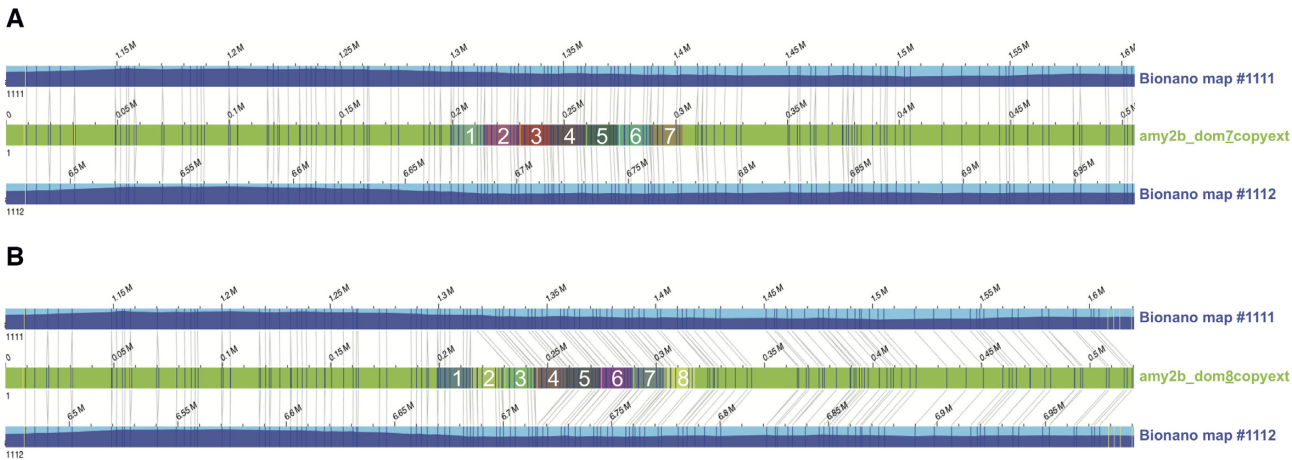 A
1.15 M 1.2 M 1.25 M 1.3 M 1.35 M 1.4 M 1.45 M 1.5 M 1.55 M 1.6 M
Bionano map #1111
1111
0 0.05 M 0.1 M 0.15 M 0.2 M 0.25 M 0.3 M 0.35 M 0.4 M 0.45 M 0.5 M
1 2 3 4 5 6 7
amy2b_dom7copyext
1
6.5 M 6.55 M 6.6 M 6.65 M 6.7 M 6.75 M 6.8 M 6.85 M 6.9 M 6.95 M
Bionano map #1112
1112
B
1.15 M 1.2 M 1.25 M 1.3 M 1.35 M 1.4 M 1.45 M 1.5 M 1.55 M 1.6 M
Bionano map #1111
1111
0 0.05 M 0.1 M 0.15 M 0.2 M 0.25 M 0.3 M 0.35 M 0.4 M 0.45 M 0.5 M
1 2 3 4 5 6 7 8
amy2b_dom8copyext
1
6.5 M 6.55 M 6.6 M 6.65 M 6.7 M 6.75 M 6.8 M 6.85 M 6.9 M 6.95 M
Bionano map #1112
1112